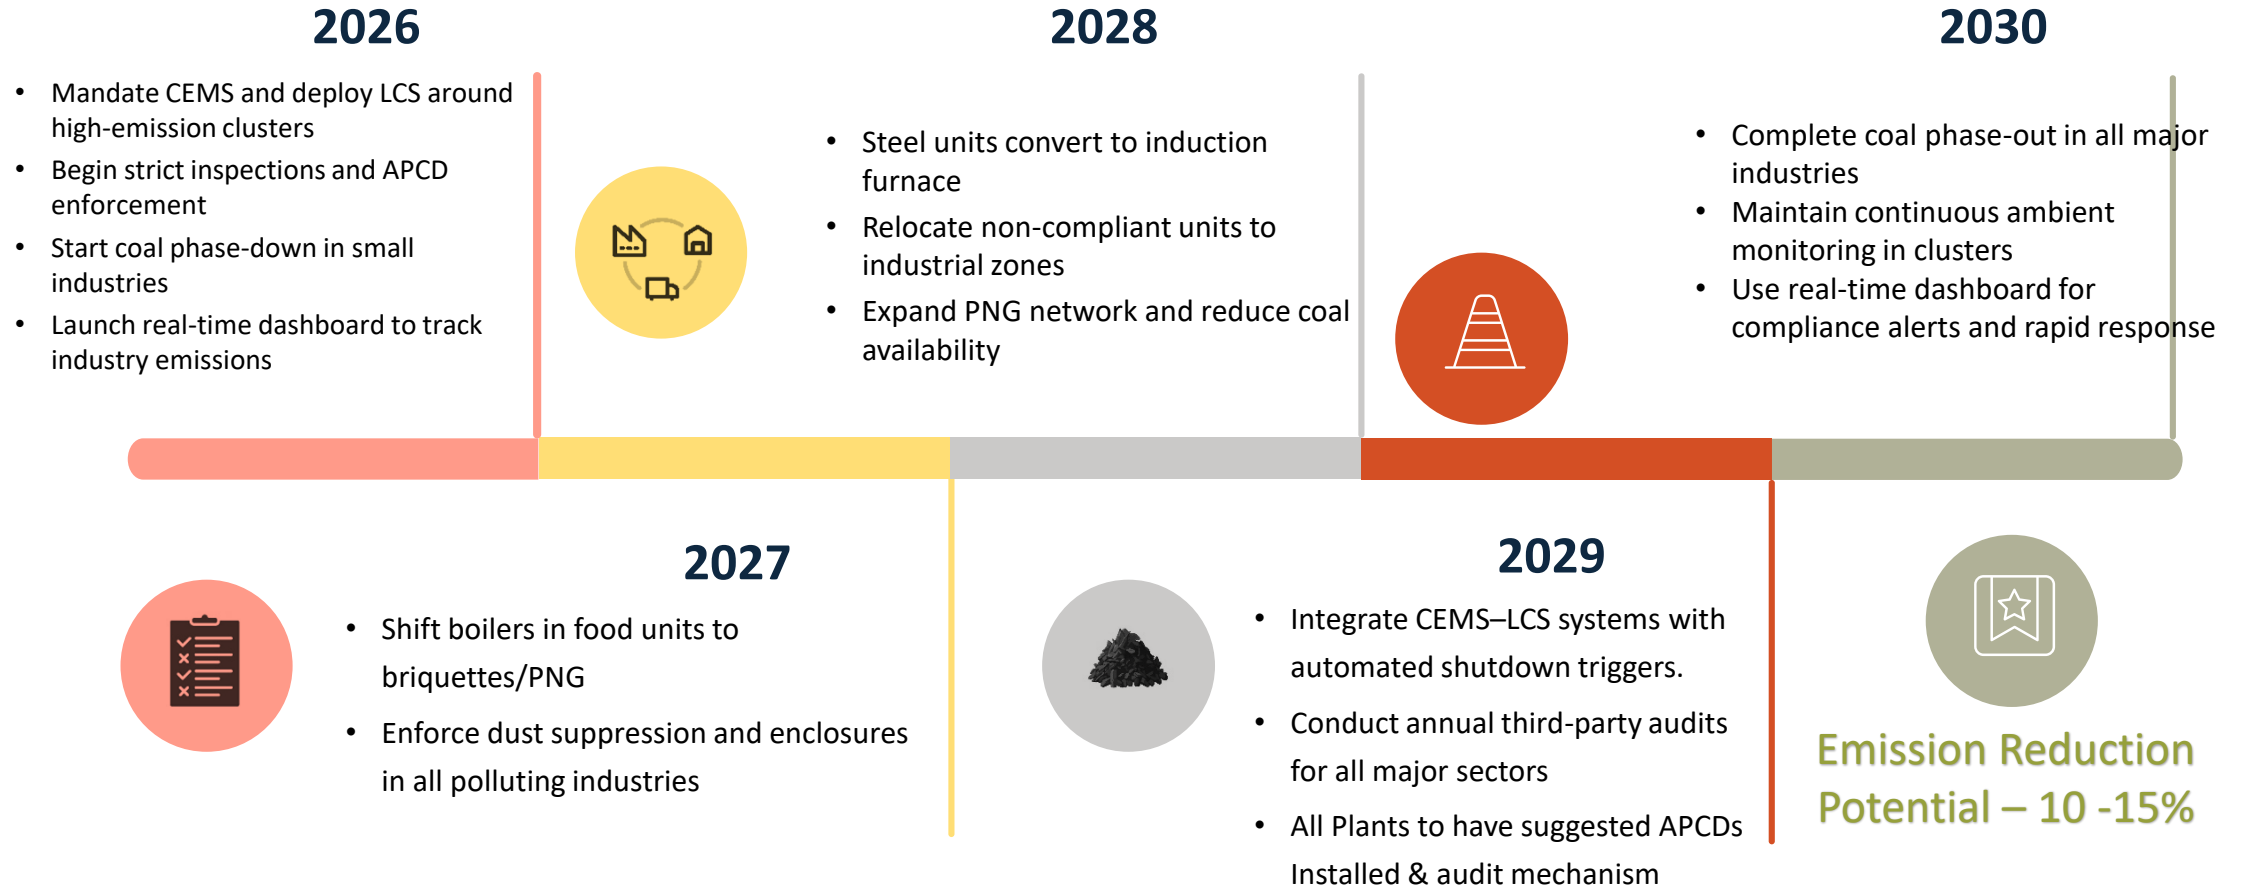 2026
• Mandate CEMS and deploy LCS around
high-emission clusters
• Begin strict inspections and APCD
enforcement
• Start coal phase-down in small
industries
• Launch real-time dashboard to track
industry emissions
2028
• Steel units convert to induction
furnace
• Relocate non-compliant units to
industrial zones
• Expand PNG network and reduce coal
availability
2030
• Complete coal phase-out in all major
industries
• Maintain continuous ambient
monitoring in clusters
• Use real-time dashboard for
compliance alerts and rapid response
2027
• Shift boilers in food units to
briquettes/PNG
• Enforce dust suppression and enclosures
in all polluting industries
2029
• Integrate CEMS–LCS systems with
automated shutdown triggers.
• Conduct annual third-party audits
for all major sectors
• All Plants to have suggested APCDs
Installed & audit mechanism
Emission Reduction
Potential – 10 -15%